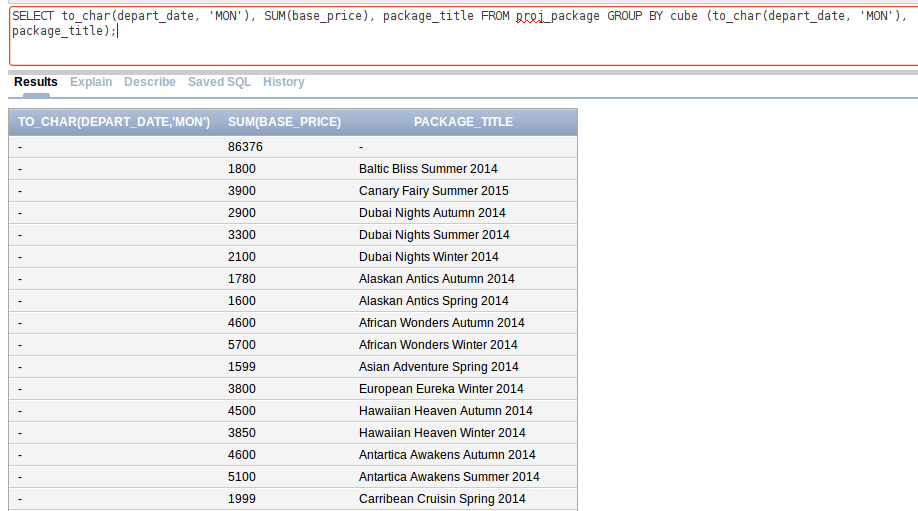 SELECT to_char(depart_date, 'MON'), SUM(base_price), package_title FROM proj_package GROUP BY cube (to_char(depart_date, 'MON'),
package_title);
Results Explain Describe Saved SQL History
TO_CHAR(DEPART_DATE,'MON') SUM(BASE_PRICE) PACKAGE_TITLE
- 86376 -
- 1800 Baltic Bliss Summer 2014
- 3900 Canary Fairy Summer 2015
- 2900 Dubai Nights Autumn 2014
- 3300 Dubai Nights Summer 2014
- 2100 Dubai Nights Winter 2014
- 1780 Alaskan Antics Autumn 2014
- 1600 Alaskan Antics Spring 2014
- 4600 African Wonders Autumn 2014
- 5700 African Wonders Winter 2014
- 1599 Asian Adventure Spring 2014
- 3800 European Eureka Winter 2014
- 4500 Hawaiian Heaven Autumn 2014
- 3850 Hawaiian Heaven Winter 2014
- 4600 Antartica Awakens Autumn 2014
- 5100 Antartica Awakens Summer 2014
- 1999 Carribean Cruisin Spring 2014